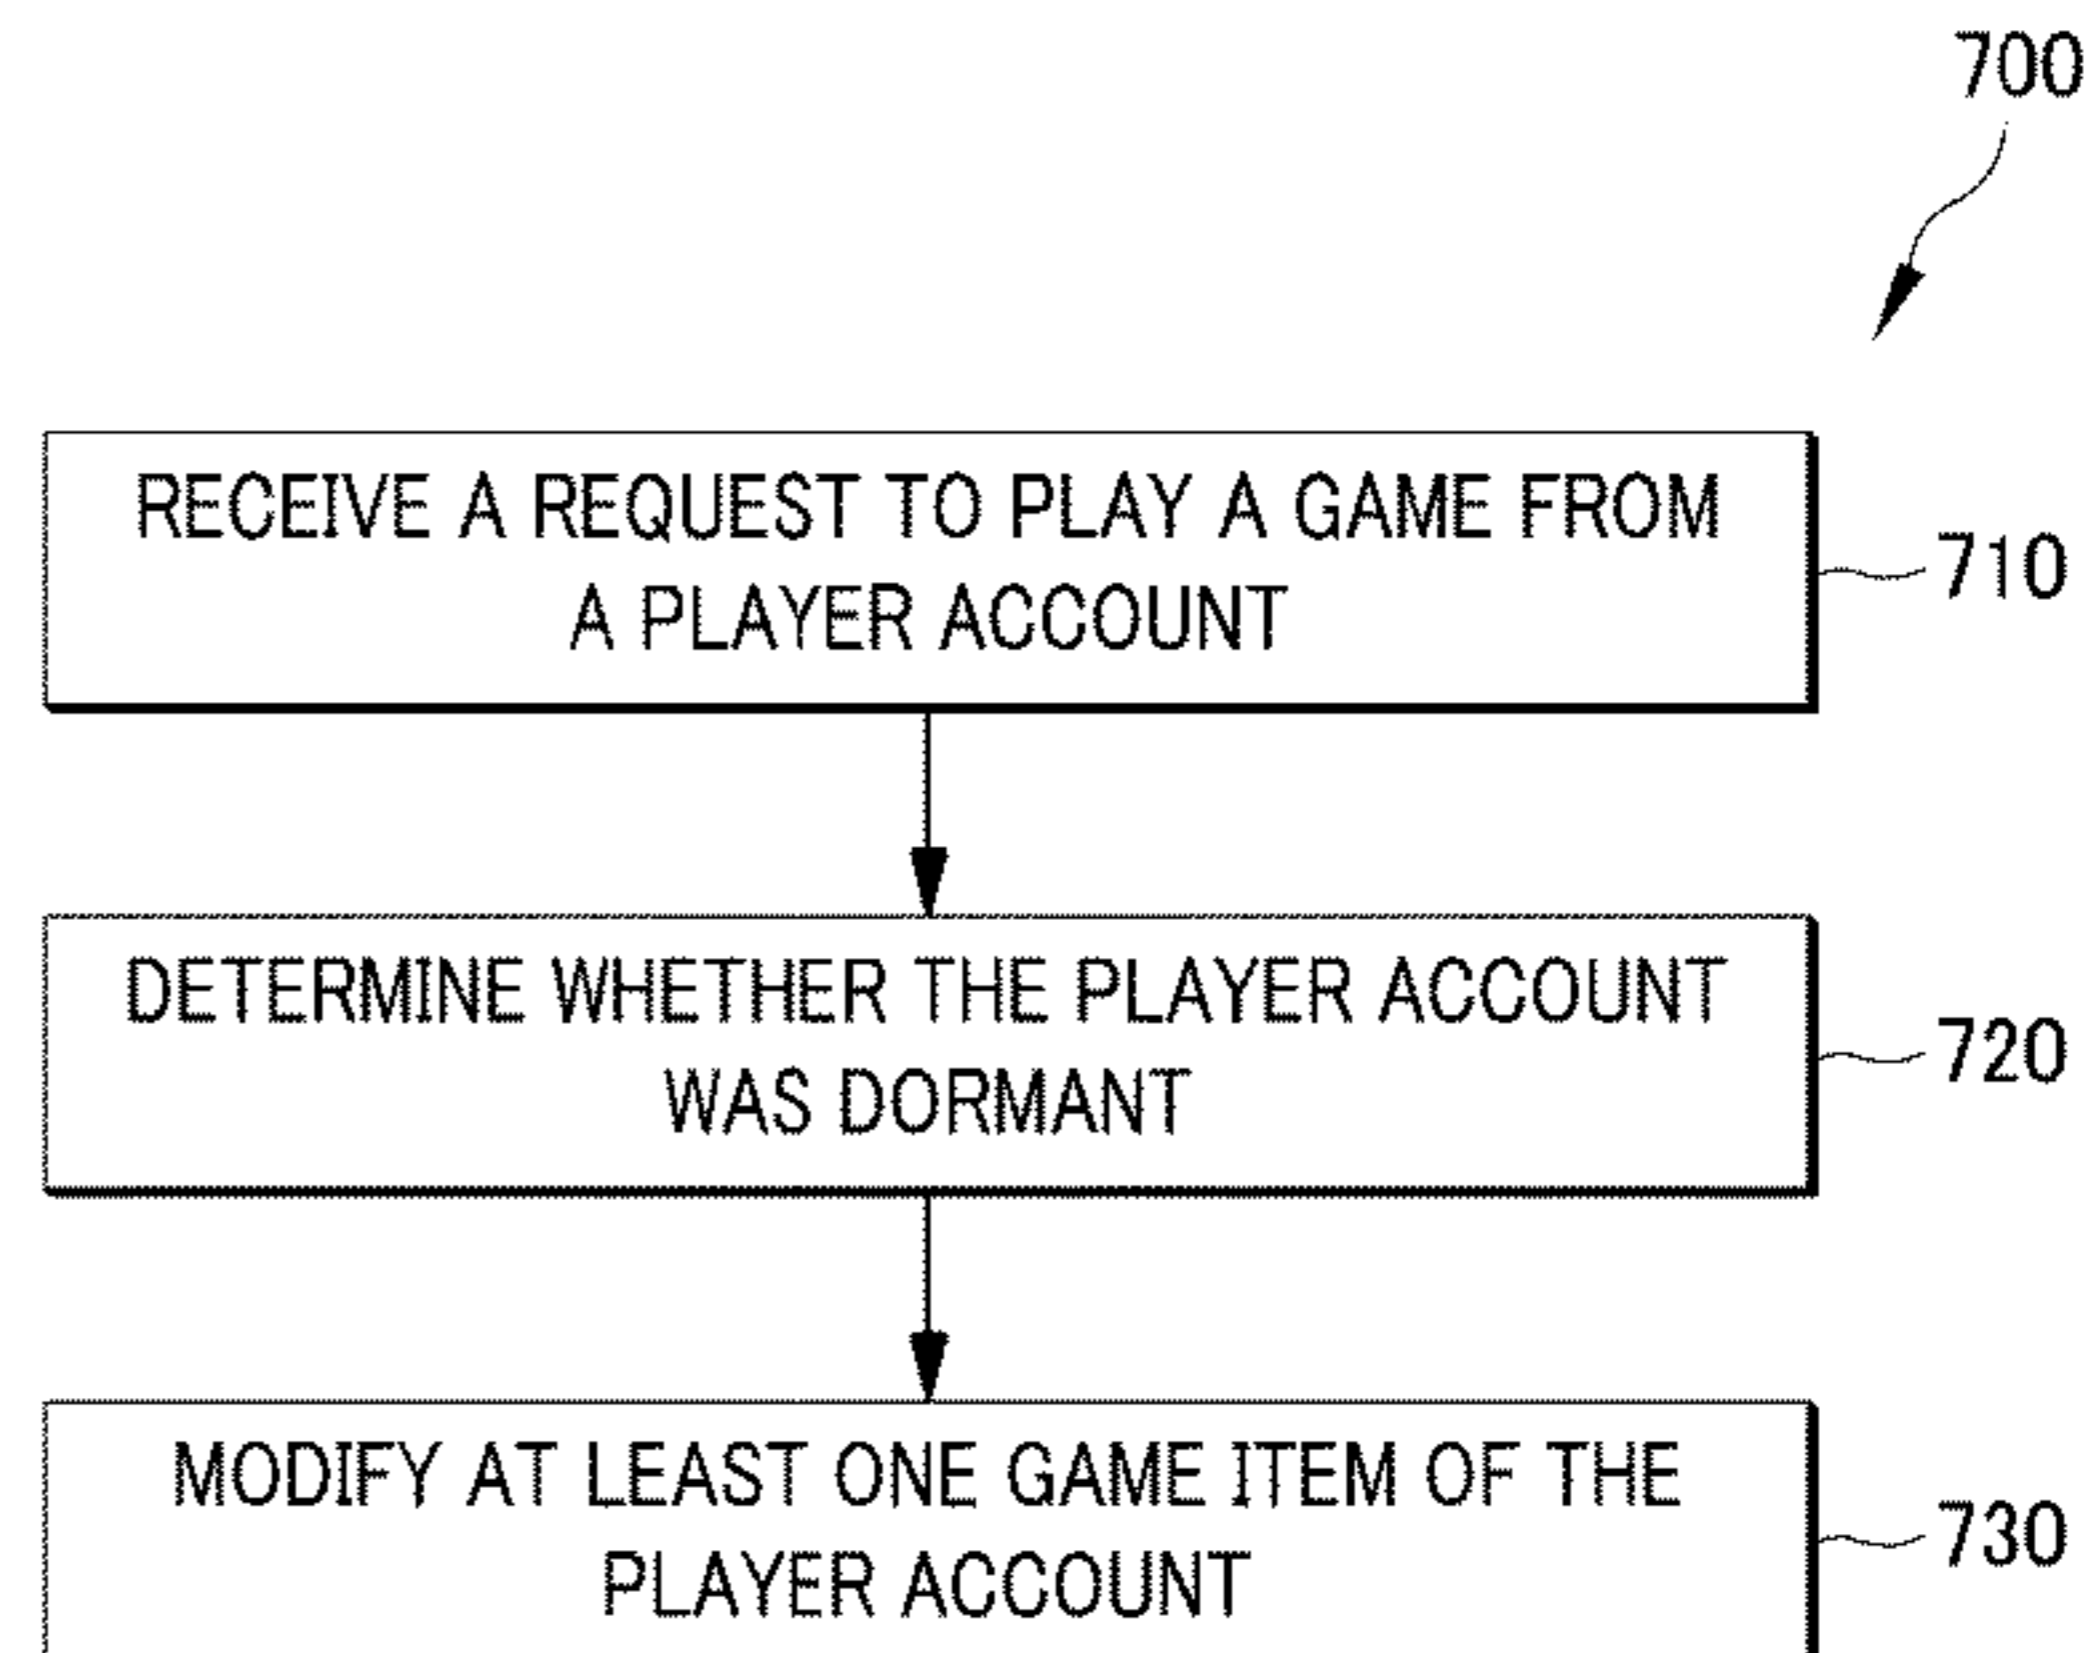 700
RECEIVE A REQUEST TO PLAY A GAME FROM
A PLAYER ACCOUNT
710
DETERMINE WHETHER THE PLAYER ACCOUNT
WAS DORMANT
720
MODIFY AT LEAST ONE GAME ITEM OF THE
PLAYER ACCOUNT
730